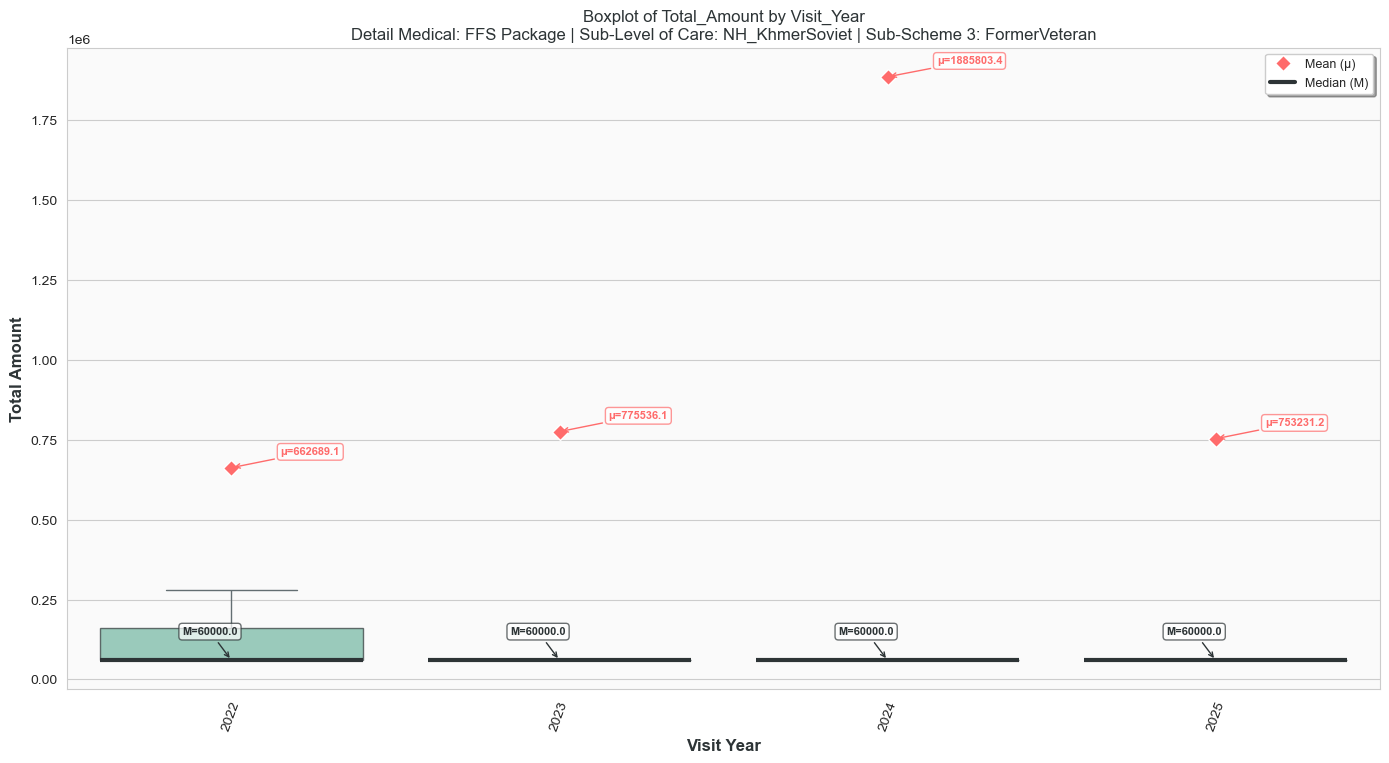 Boxplot of Total_Amount by Visit_Year
Detail Medical: FFS Package | Sub-Level of Care: NH_KhmerSoviet | Sub-Scheme 3: FormerVeteran
1e6
Mean (μ)
Median (M)
μ=1885803.4
1.75
1.50
1.25
1.00
0.75
0.50
0.25
0.00
Total Amount
μ=662689.1
μ=775536.1
μ=753231.2
M=60000.0
M=60000.0
M=60000.0
M=60000.0
2022
2023
2024
2025
Visit Year